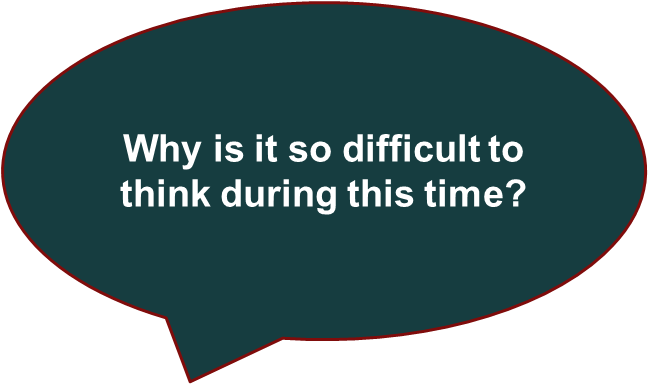 Why is it so difficult to
think during this time?